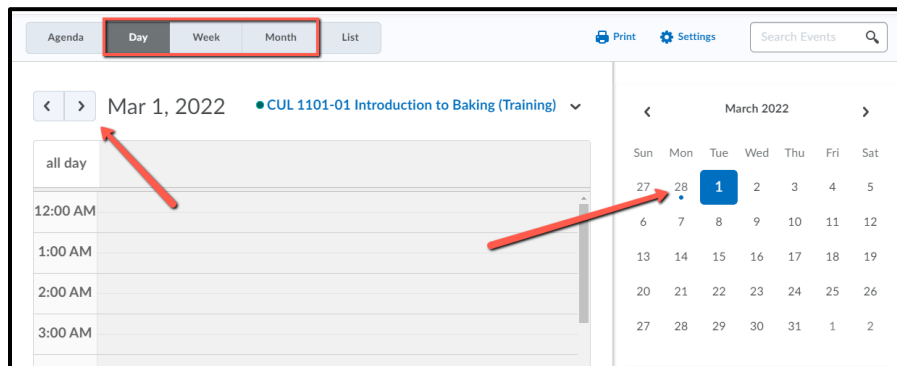 Agenda Day Week Month List Print Settings Search Events
< > Mar 1, 2022 CUL 1101-01 Introduction to Baking (Training)
all day
12:00 AM
1:00 AM
2:00 AM
3:00 AM
< March 2022 >
Sun Mon Tue Wed Thu Fri Sat
27 28 1 2 3 4 5
6 7 8 9 10 11 12
13 14 15 16 17 18 19
20 21 22 23 24 25 26
27 28 29 30 31 1 2